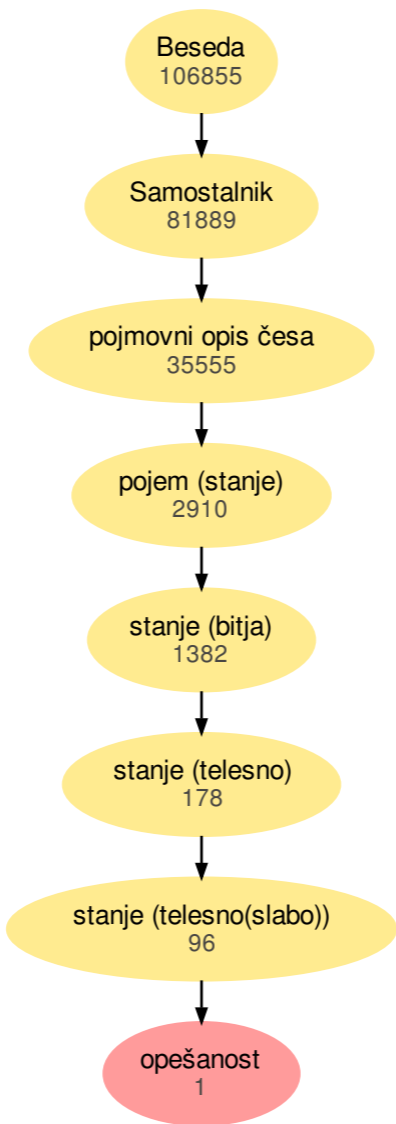 Beseda
106855
Samostalnik
81889
pojmovni opis česa
35555
pojem (stanje)
2910
stanje (bitja)
1382
stanje (telesno)
178
stanje (telesno(slabo))
96
opešanost
1